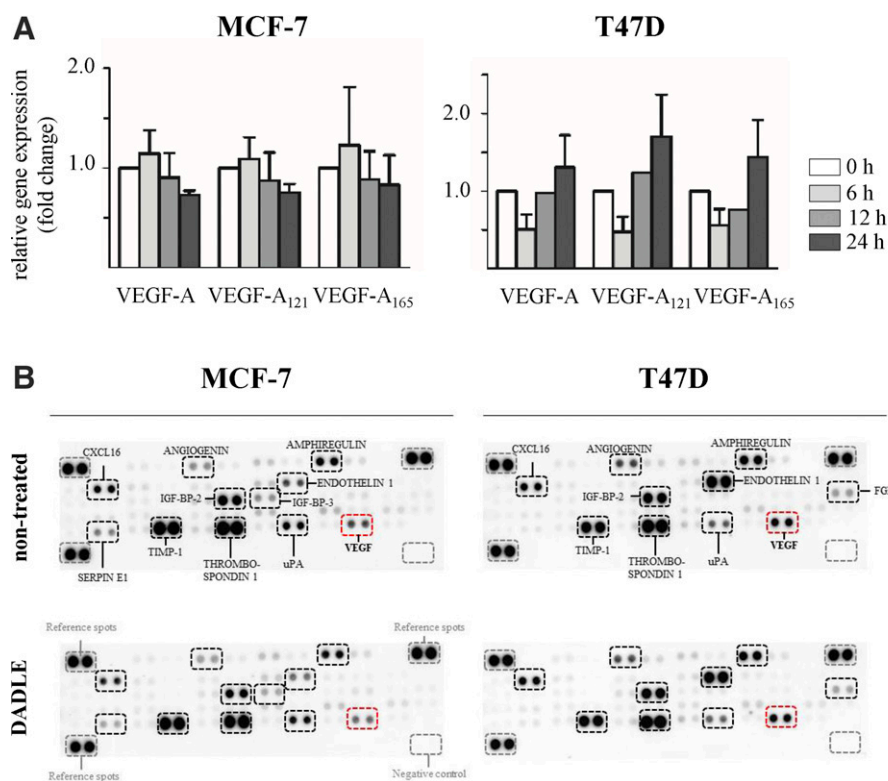 A
MCF-7
T47D
relative gene expression
(fold change)
2.0
1.0
VEGF-A
VEGF-A₁₂₁
VEGF-A₁₆₅
2.0
1.0
VEGF-A
VEGF-A₁₂₁
VEGF-A₁₆₅
0 h
6 h
12 h
24 h
B
MCF-7
T47D
non-treated
CXCL16
ANGIOGENIN
AMPHIREGULIN
ENDOTHELIN 1
IGF-BP-2
IGF-BP-3
SERPIN E1
TIMP-1
THROMBO-
SPONDIN 1
uPA
VEGF
CXCL16
ANGIOGENIN
AMPHIREGULIN
ENDOTHELIN 1
IGF-BP-2
TIMP-1
THROMBO-
SPONDIN 1
uPA
VEGF
DADLE
Reference spots
Reference spots
Reference spots
Negative control